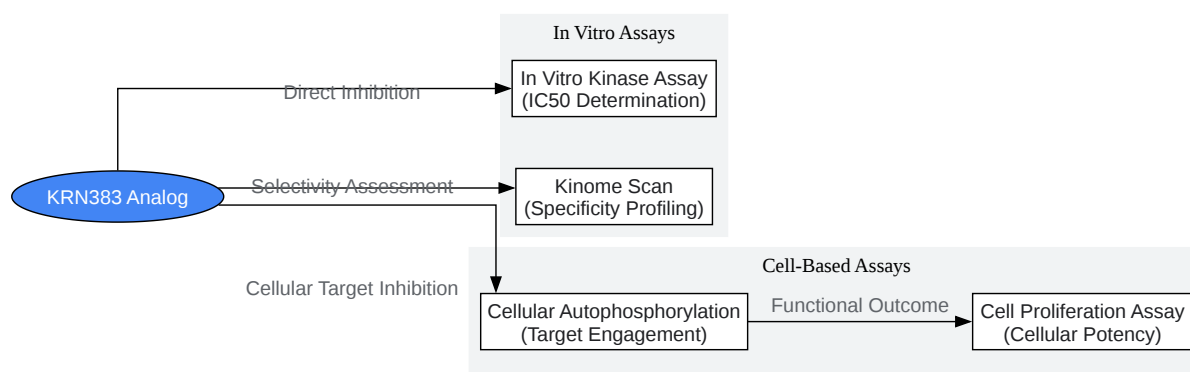 In Vitro Assays
In Vitro Kinase Assay
(IC50 Determination)
Direct Inhibition
KRN383 Analog
Selectivity Assessment
Kinome Scan
(Specificity Profiling)
Cell-Based Assays
Cellular Target Inhibition
Cellular Autophosphorylation
(Target Engagement)
Functional Outcome
Cell Proliferation Assay
(Cellular Potency)